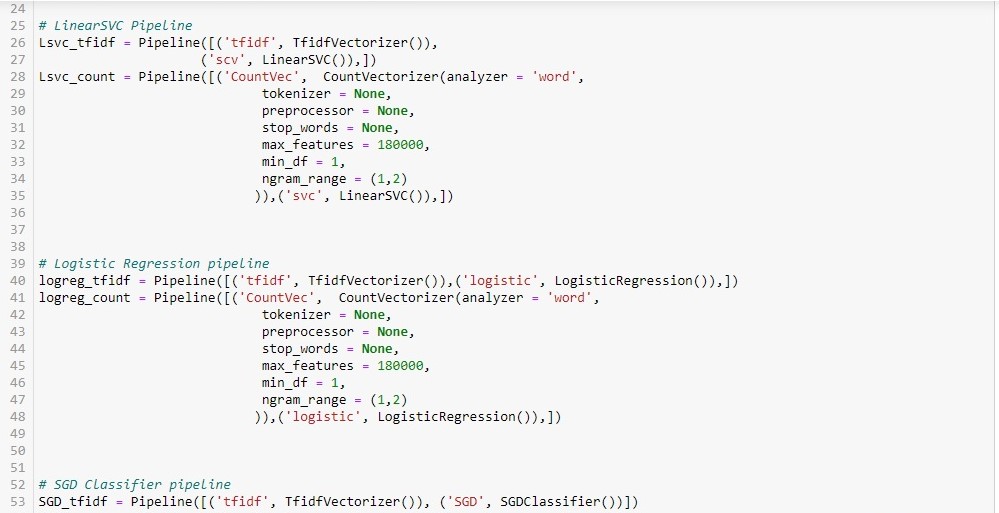 24
25 # LinearSVC Pipeline
26 Lsvc_tfidf = Pipeline([('tfidf', TfidfVectorizer()),
27                      ('scv', LinearSVC()),])
28 Lsvc_count = Pipeline([('CountVec',  CountVectorizer(analyzer = 'word',
29                              tokenizer = None,
30                              preprocessor = None,
31                              stop_words = None,
32                              max_features = 180000,
33                              min_df = 1,
34                              ngram_range = (1,2)
35                             )),('svc', LinearSVC()),])
36
37
38
39 # Logistic Regression pipeline
40 logreg_tfidf = Pipeline([('tfidf', TfidfVectorizer()),('logistic', LogisticRegression()),])
41 logreg_count = Pipeline([('CountVec',  CountVectorizer(analyzer = 'word',
42                              tokenizer = None,
43                              preprocessor = None,
44                              stop_words = None,
45                              max_features = 180000,
46                              min_df = 1,
47                              ngram_range = (1,2)
48                             )),('logistic', LogisticRegression()),])
49
50
51
52 # SGD Classifier pipeline
53 SGD_tfidf = Pipeline([('tfidf', TfidfVectorizer()), ('SGD', SGDClassifier())])